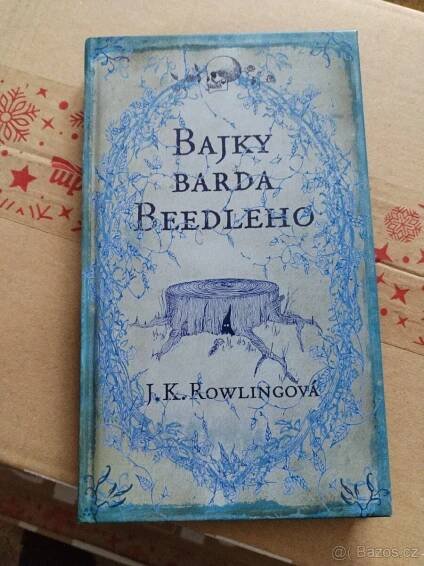 BAJKY
BARDA
BEEDLEHO
J. K. ROWLINGOVÁ
© Bazos.cz